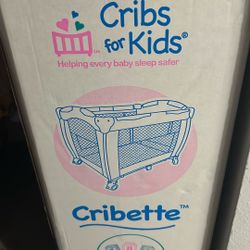 Cribs
for Kids®
Helping every baby sleep safer
Cribette™